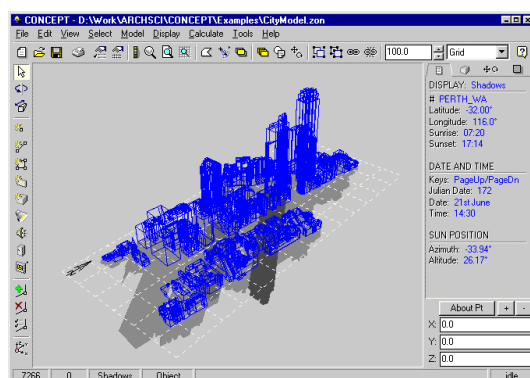 CONCEPT - D:\Work\ARCHSCI\CONCEPT\Examples\CityModel.zon
File Edit View Select Model Display Calculate Tools Help
100.0 Grid
DISPLAY: Shadows
# PERTH_WA
Latitude: -32.00°
Longitude: 116.0°
Sunrise: 07:20
Sunset: 17:14
DATE AND TIME
Keys: PageUp/PageDn
Julian Date: 172
Date: 21st June
Time: 14:30
SUN POSITION
Azimuth: -33.94°
Altitude: 26.17°
About Pt + -
X: 0.0
Y: 0.0
Z: 0.0
7266 0 Shadows Object idle